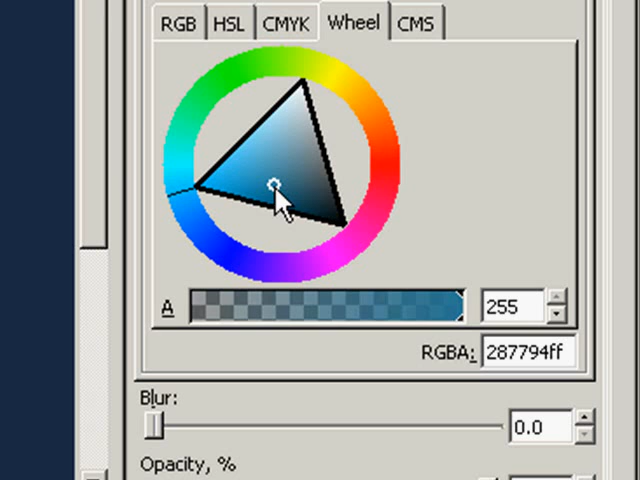 RGB HSL CMYK Wheel CMS
A 255
RGBA: 287794ff
Blur:
0.0
Opacity, %